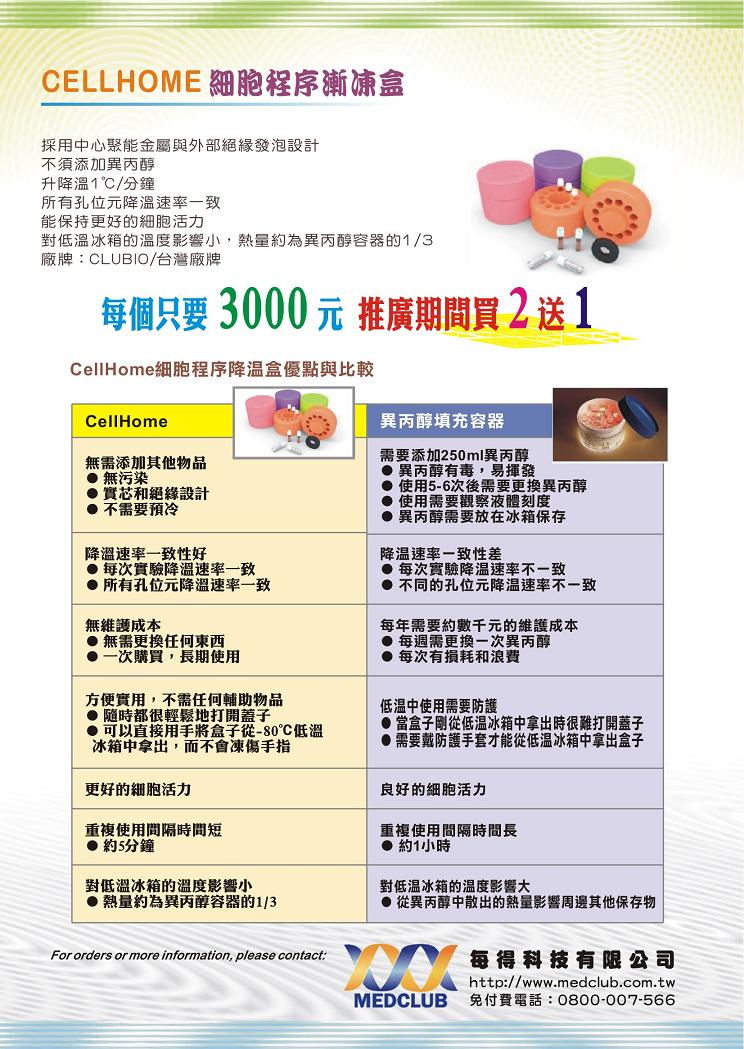 CELLHOME 細胞程序漸凍盒
採用中心聚能金屬與外部絕緣發泡設計
不須添加異丙醇
升降溫1℃/分鐘
所有孔位元降溫速率一致
能保持更好的細胞活力
對低溫冰箱的溫度影響小，熱量約為異丙醇容器的1/3
廠牌：CLUBIO/台灣廠牌
每個只要 3000 元 推廣期間買 2 送 1
CellHome細胞程序降温盒優點與比較
CellHome
無需添加其他物品
● 無污染
● 實芯和絕緣設計
● 不需要預冷
降溫速率一致性好
● 每次實驗降溫速率一致
● 所有孔位元降溫速率一致
無維護成本
● 無需更換任何東西
● 一次購買，長期使用
方便實用，不需任何輔助物品
● 隨時都很輕鬆地打開蓋子
● 可以直接用手將盒子從-80℃低溫
冰箱中拿出，而不會凍傷手指
更好的細胞活力
重複使用間隔時間短
● 約5分鐘
對低溫冰箱的溫度影響小
● 熱量約為異丙醇容器的1/3
異丙醇填充容器
需要添加250ml異丙醇
● 異丙醇有毒，易揮發
● 使用5-6次後需要更換異丙醇
● 使用需要觀察液體刻度
● 異丙醇需要放在冰箱保存
降温速率一致性差
● 每次實驗降温速率不一致
● 不同的孔位元降温速率不一致
每年需要約數千元的維護成本
● 每週需更換一次異丙醇
● 每次有損耗和浪費
低温中使用需要防護
● 當盒子剛從低温冰箱中拿出時很難打開蓋子
● 需要戴防護手套才能從低温冰箱中拿出盒子
良好的細胞活力
重複使用間隔時間長
● 約1小時
對低温冰箱的温度影響大
● 從異丙醇中散出的熱量影響周邊其他保存物
For orders or more information, please contact:
MEDCLUB
每得科技有限公司
http://www.medclub.com.tw
免付費電話：0800-007-566